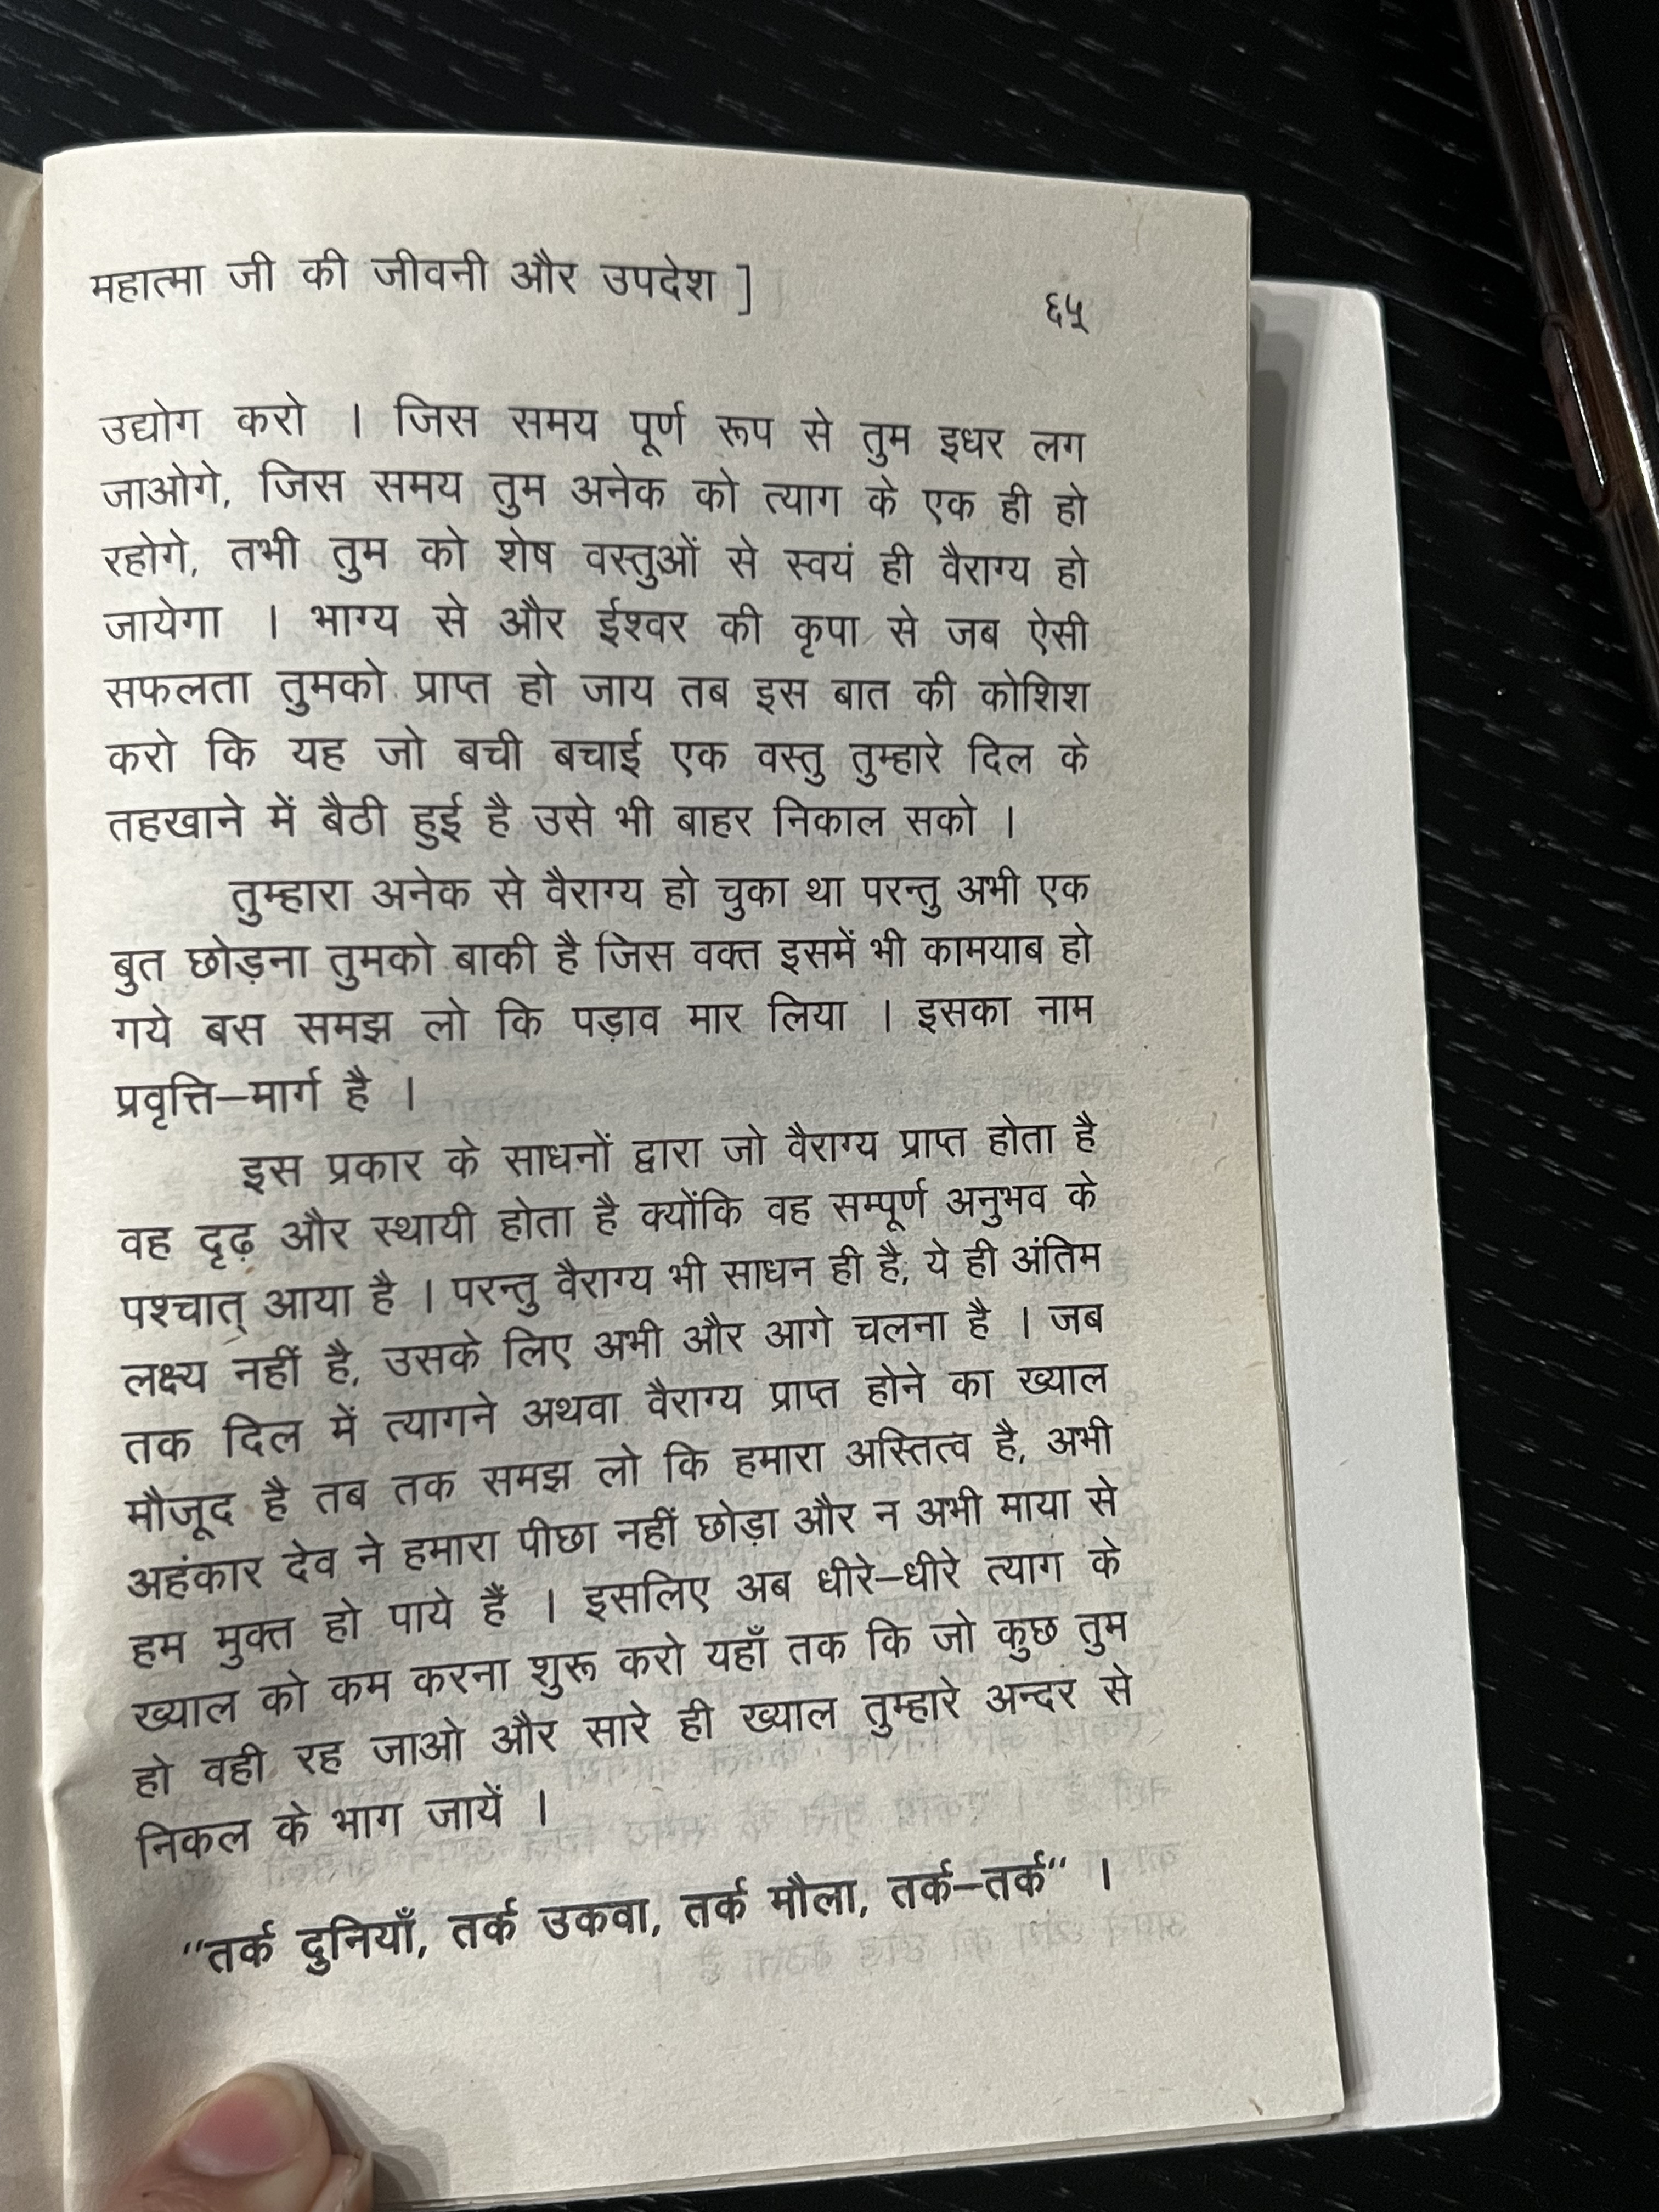 महात्मा जी की जीवनी और उपदेश ]
६५
उद्योग करो । जिस समय पूर्ण रूप से तुम इधर लग
जाओगे, जिस समय तुम अनेक को त्याग के एक ही हो
रहोगे, तभी तुम को शेष वस्तुओं से स्वयं ही वैराग्य हो
जायेगा । भाग्य से और ईश्वर की कृपा से जब ऐसी
सफलता तुमको प्राप्त हो जाय तब इस बात की कोशिश
करो कि यह जो बची बचाई एक वस्तु तुम्हारे दिल के
तहखाने में बैठी हुई है उसे भी बाहर निकाल सको ।
तुम्हारा अनेक से वैराग्य हो चुका था परन्तु अभी एक
बुत छोड़ना तुमको बाकी है जिस वक्त इसमें भी कामयाब हो
गये बस समझ लो कि पड़ाव मार लिया । इसका नाम
प्रवृत्ति–मार्ग है ।
इस प्रकार के साधनों द्वारा जो वैराग्य प्राप्त होता है
वह दृढ़ और स्थायी होता है क्योंकि वह सम्पूर्ण अनुभव के
पश्चात् आया है । परन्तु वैराग्य भी साधन ही है, ये ही अंतिम
लक्ष्य नहीं है, उसके लिए अभी और आगे चलना है । जब
तक दिल में त्यागने अथवा वैराग्य प्राप्त होने का ख्याल
मौजूद है तब तक समझ लो कि हमारा अस्तित्व है, अभी
अहंकार देव ने हमारा पीछा नहीं छोड़ा और न अभी माया से
हम मुक्त हो पाये हैं । इसलिए अब धीरे–धीरे त्याग के
ख्याल को कम करना शुरू करो यहाँ तक कि जो कुछ तुम
हो वही रह जाओ और सारे ही ख्याल तुम्हारे अन्दर से
निकल के भाग जायें ।
“तर्क दुनियाँ, तर्क उकवा, तर्क मौला, तर्क–तर्क” ।